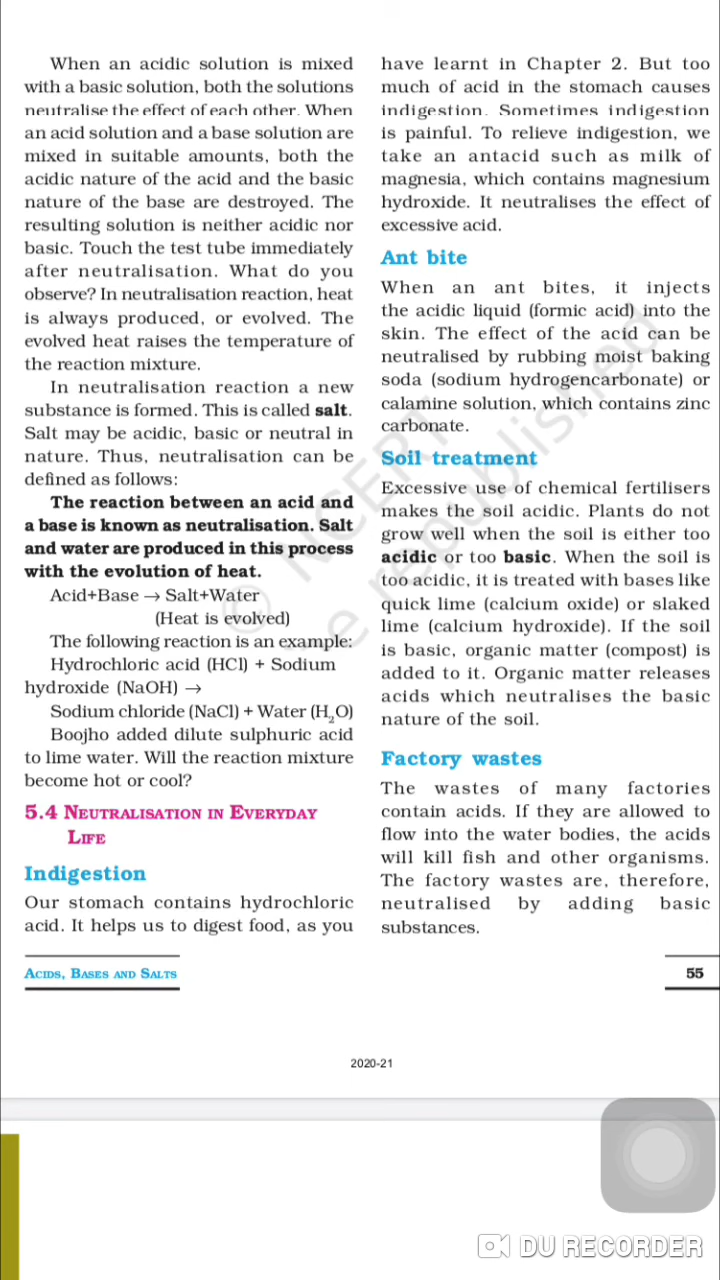 When an acidic solution is mixed
with a basic solution, both the solutions
neutralise the effect of each other. When
an acid solution and a base solution are
mixed in suitable amounts, both the
acidic nature of the acid and the basic
nature of the base are destroyed. The
resulting solution is neither acidic nor
basic. Touch the test tube immediately
after neutralisation. What do you
observe? In neutralisation reaction, heat
is always produced, or evolved. The
evolved heat raises the temperature of
the reaction mixture.
In neutralisation reaction a new
substance is formed. This is called salt.
Salt may be acidic, basic or neutral in
nature. Thus, neutralisation can be
defined as follows:
The reaction between an acid and
a base is known as neutralisation. Salt
and water are produced in this process
with the evolution of heat.
Acid+Base → Salt+Water
(Heat is evolved)
The following reaction is an example:
Hydrochloric acid (HCl) + Sodium
hydroxide (NaOH) →
Sodium chloride (NaCl) + Water (H₂O)
Boojho added dilute sulphuric acid
to lime water. Will the reaction mixture
become hot or cool?
5.4 NEUTRALISATION IN EVERYDAY
LIFE
Indigestion
Our stomach contains hydrochloric
acid. It helps us to digest food, as you
have learnt in Chapter 2. But too
much of acid in the stomach causes
indigestion. Sometimes indigestion
is painful. To relieve indigestion, we
take an antacid such as milk of
magnesia, which contains magnesium
hydroxide. It neutralises the effect of
excessive acid.
Ant bite
When an ant bites, it injects
the acidic liquid (formic acid) into the
skin. The effect of the acid can be
neutralised by rubbing moist baking
soda (sodium hydrogencarbonate) or
calamine solution, which contains zinc
carbonate.
Soil treatment
Excessive use of chemical fertilisers
makes the soil acidic. Plants do not
grow well when the soil is either too
acidic or too basic. When the soil is
too acidic, it is treated with bases like
quick lime (calcium oxide) or slaked
lime (calcium hydroxide). If the soil
is basic, organic matter (compost) is
added to it. Organic matter releases
acids which neutralises the basic
nature of the soil.
Factory wastes
The wastes of many factories
contain acids. If they are allowed to
flow into the water bodies, the acids
will kill fish and other organisms.
The factory wastes are, therefore,
neutralised by adding basic
substances.
ACIDS, BASES AND SALTS
55
2020-21
© NCERT
be republished
DU RECORDER